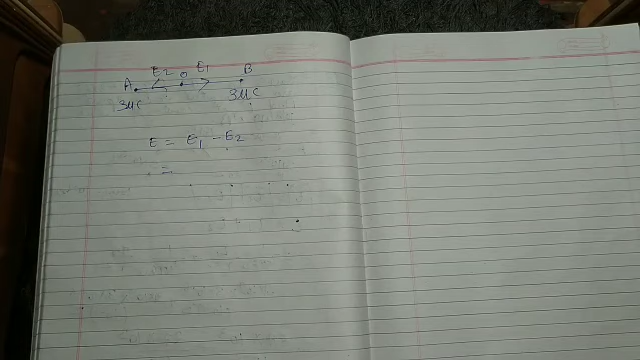 E2 O E1
A B
3μC 3μC
E = E1 - E2
=